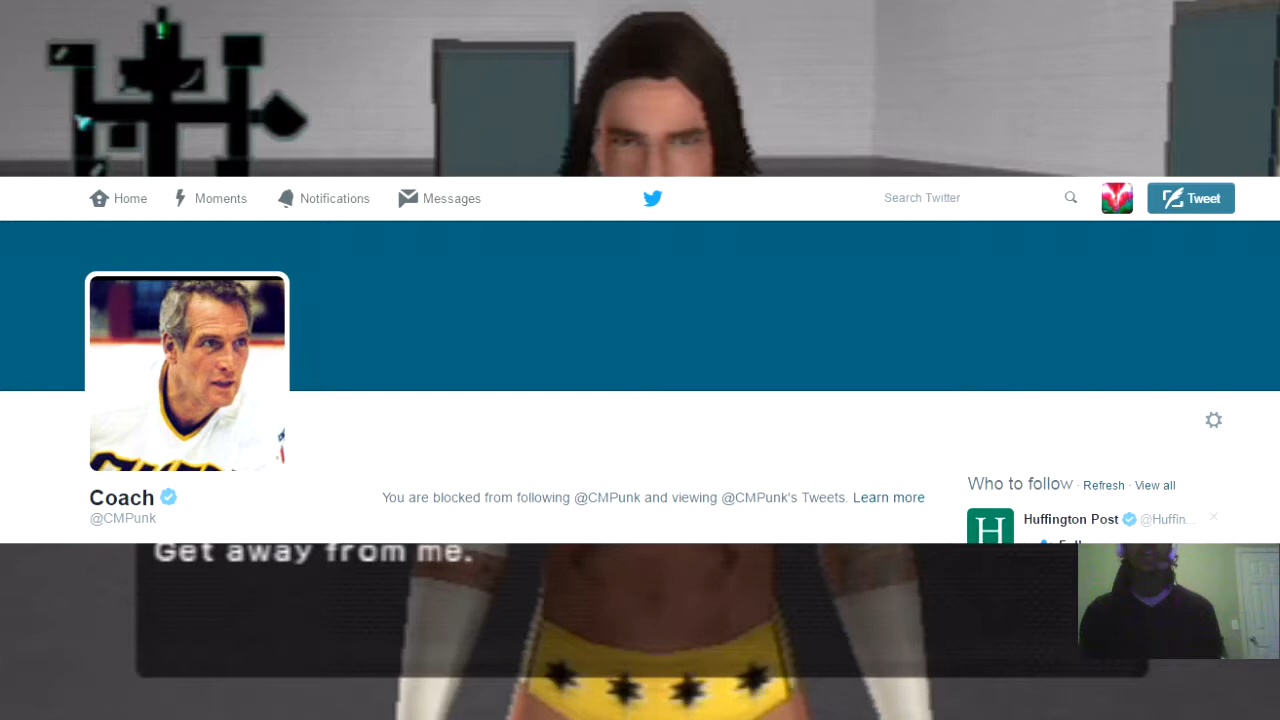 Home Moments Notifications Messages Search Twitter Tweet
Coach
@CMPunk
You are blocked from following @CMPunk and viewing @CMPunk's Tweets. Learn more
Who to follow · Refresh · View all
Huffington Post @Huffin...
H
Get away from me.